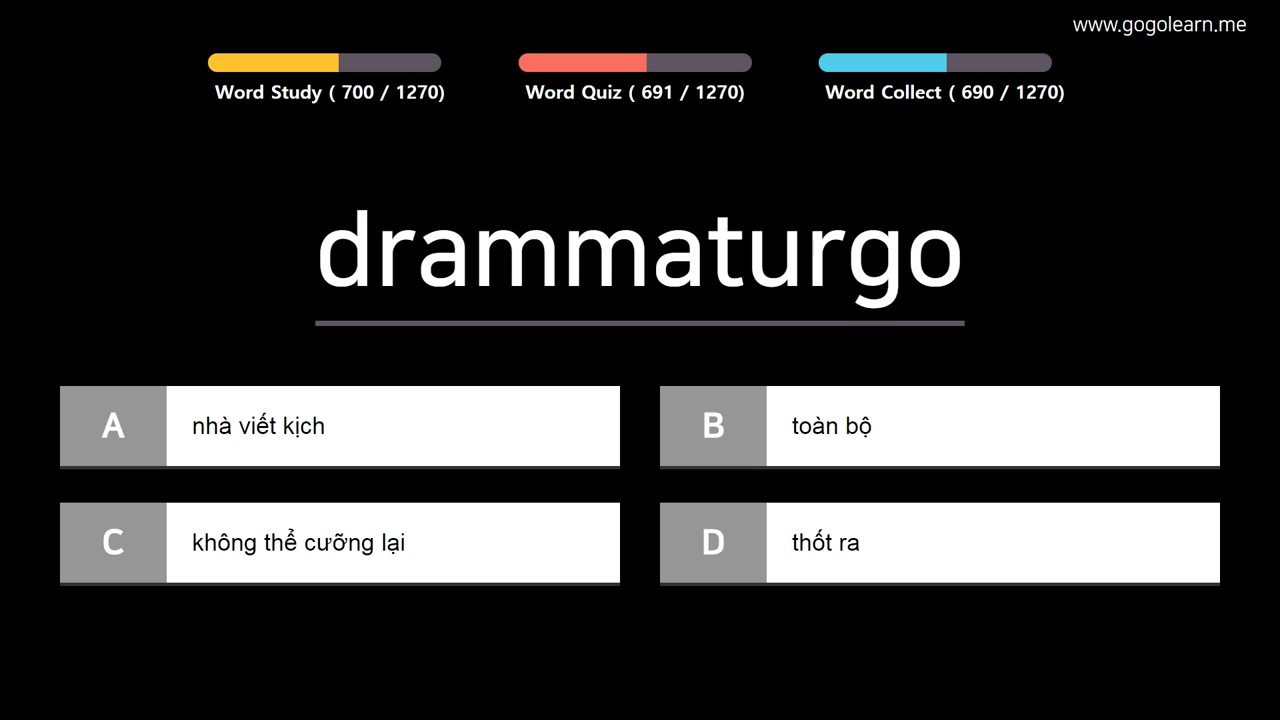 www.gogolearn.me
Word Study ( 700 / 1270)
Word Quiz ( 691 / 1270)
Word Collect ( 690 / 1270)
drammaturgo
A nhà viết kịch
B toàn bộ
C không thể cưỡng lại
D thốt ra